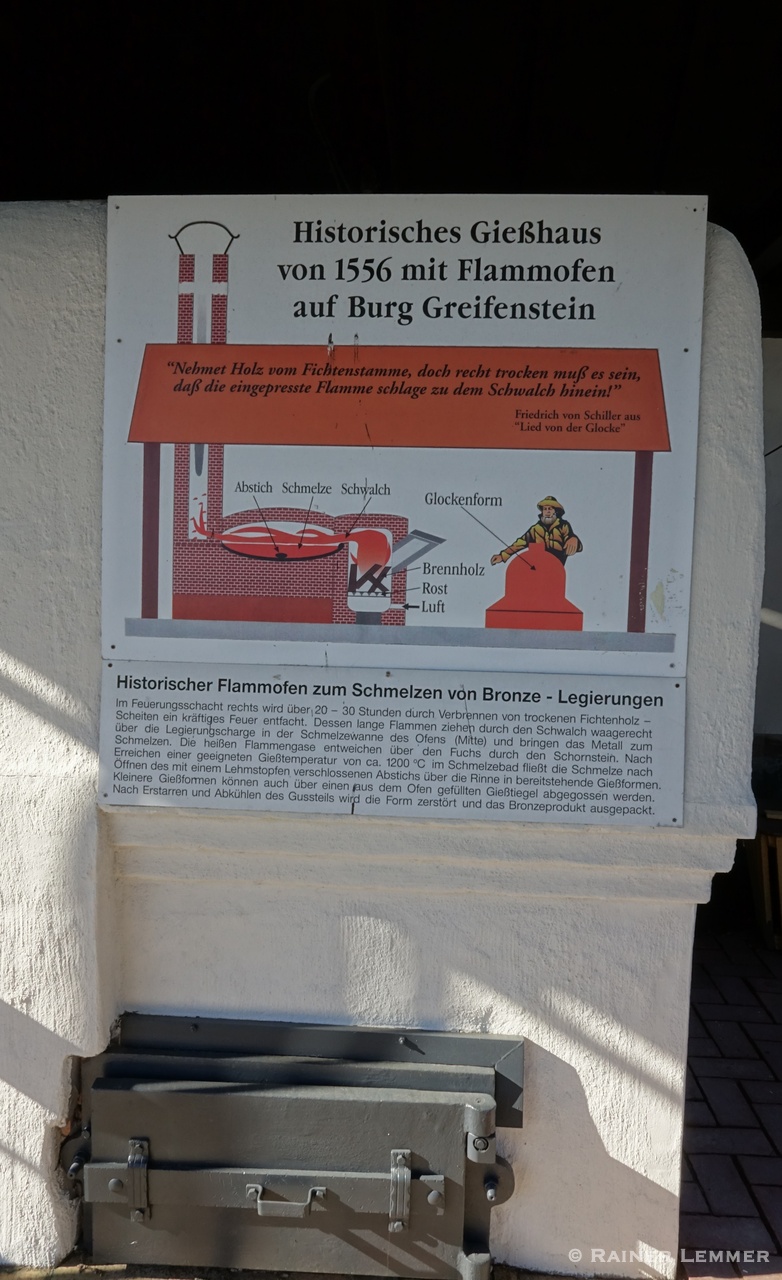 Historisches Gießhaus
von 1556 mit Flammofen
auf Burg Greifenstein
“Nehmet Holz vom Fichtenstamme, doch recht trocken muß es sein,
daß die eingepresste Flamme schlage zu dem Schwalch hinein!”
Friedrich von Schiller aus
“Lied von der Glocke”
Abstich Schmelze Schwalch
Glockenform
Brennholz
Rost
Luft
Historischer Flammofen zum Schmelzen von Bronze - Legierungen
Im Feuerungsschacht rechts wird über 20 – 30 Stunden durch Verbrennen von trockenen Fichtenholz –
Scheiten ein kräftiges Feuer entfacht. Dessen lange Flammen ziehen durch den Schwalch waagerecht
über die Legierungscharge in der Schmelzwanne des Ofens (Mitte) und bringen das Metall zum
Schmelzen. Die heißen Flammengase entweichen über den Fuchs durch den Schornstein. Nach
Erreichen einer geeigneten Gießtemperatur von ca. 1200 °C im Schmelzebad fließt die Schmelze nach
Öffnen des mit einem Lehmstopfen verschlossenen Abstichs über die Rinne in bereitstehende Gießformen.
Kleinere Gießformen können auch über einen aus dem Ofen gefüllten Gießtiegel abgegossen werden.
Nach Erstarren und Abkühlen des Gussteils wird die Form zerstört und das Bronzeprodukt ausgepackt.
© Rainer Lemmer